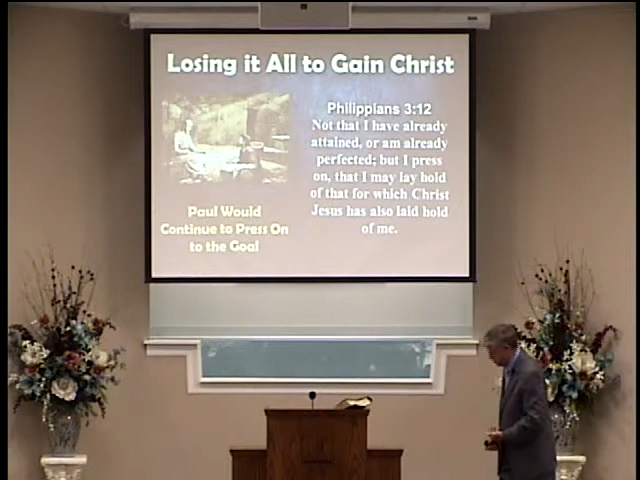 Losing it All to Gain Christ
Philippians 3:12
Not that I have already
attained, or am already
perfected; but I press
on, that I may lay hold
of that for which Christ
Jesus has also laid hold
of me.
Paul Would
Continue to Press On
to the Goal